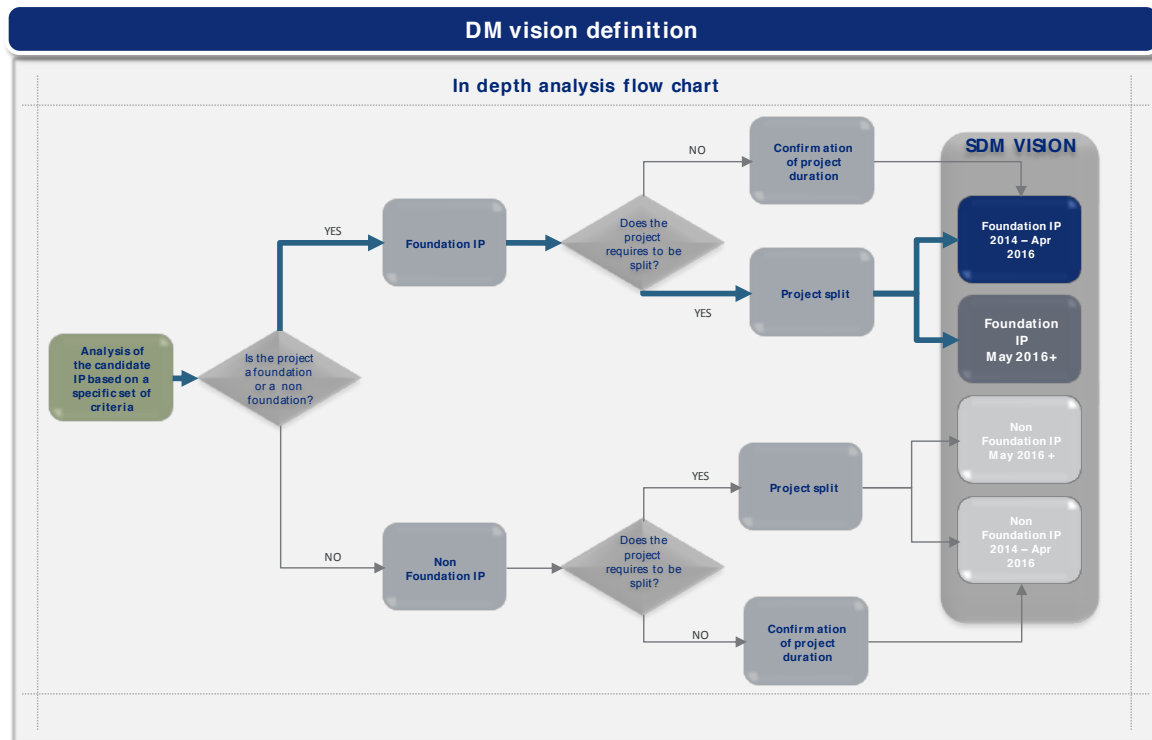 DM vision definition
In depth analysis flow chart
NO
Confirmation
of project
duration
SDM VISION
YES
Foundation IP
Does the
project
requires to be
split?
Foundation IP
2014 – Apr
2016
Project split
YES
Foundation
IP
May 2016+
Analysis of
the candidate
IP based on a
specific set of
criteria
Is the project
a foundation
or a non
foundation?
Non
Foundation IP
May 2016 +
YES
Project split
NO
Non
Foundation IP
Does the
project
requires to be
split?
Non
Foundation IP
2014 – Apr
2016
NO
Confirmation
of project
duration